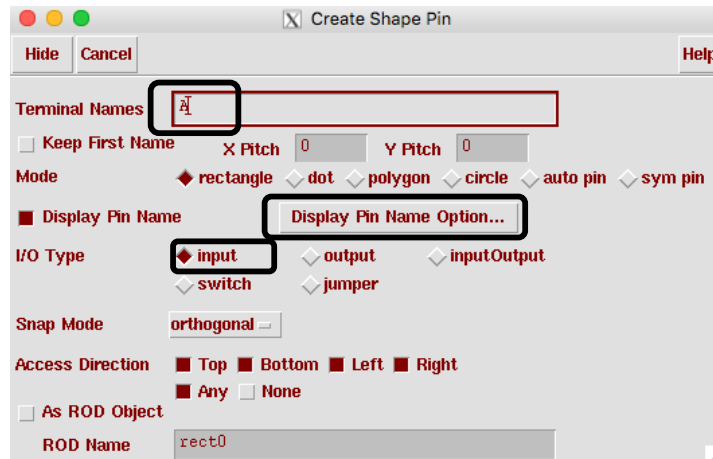 Create Shape Pin
Hide Cancel Help
Terminal Names A
Keep First Name X Pitch 0 Y Pitch 0
Mode rectangle dot polygon circle auto pin sym pin
Display Pin Name Display Pin Name Option...
I/O Type input output inputOutput
switch jumper
Snap Mode orthogonal
Access Direction Top Bottom Left Right
Any None
As ROD Object
ROD Name rect0